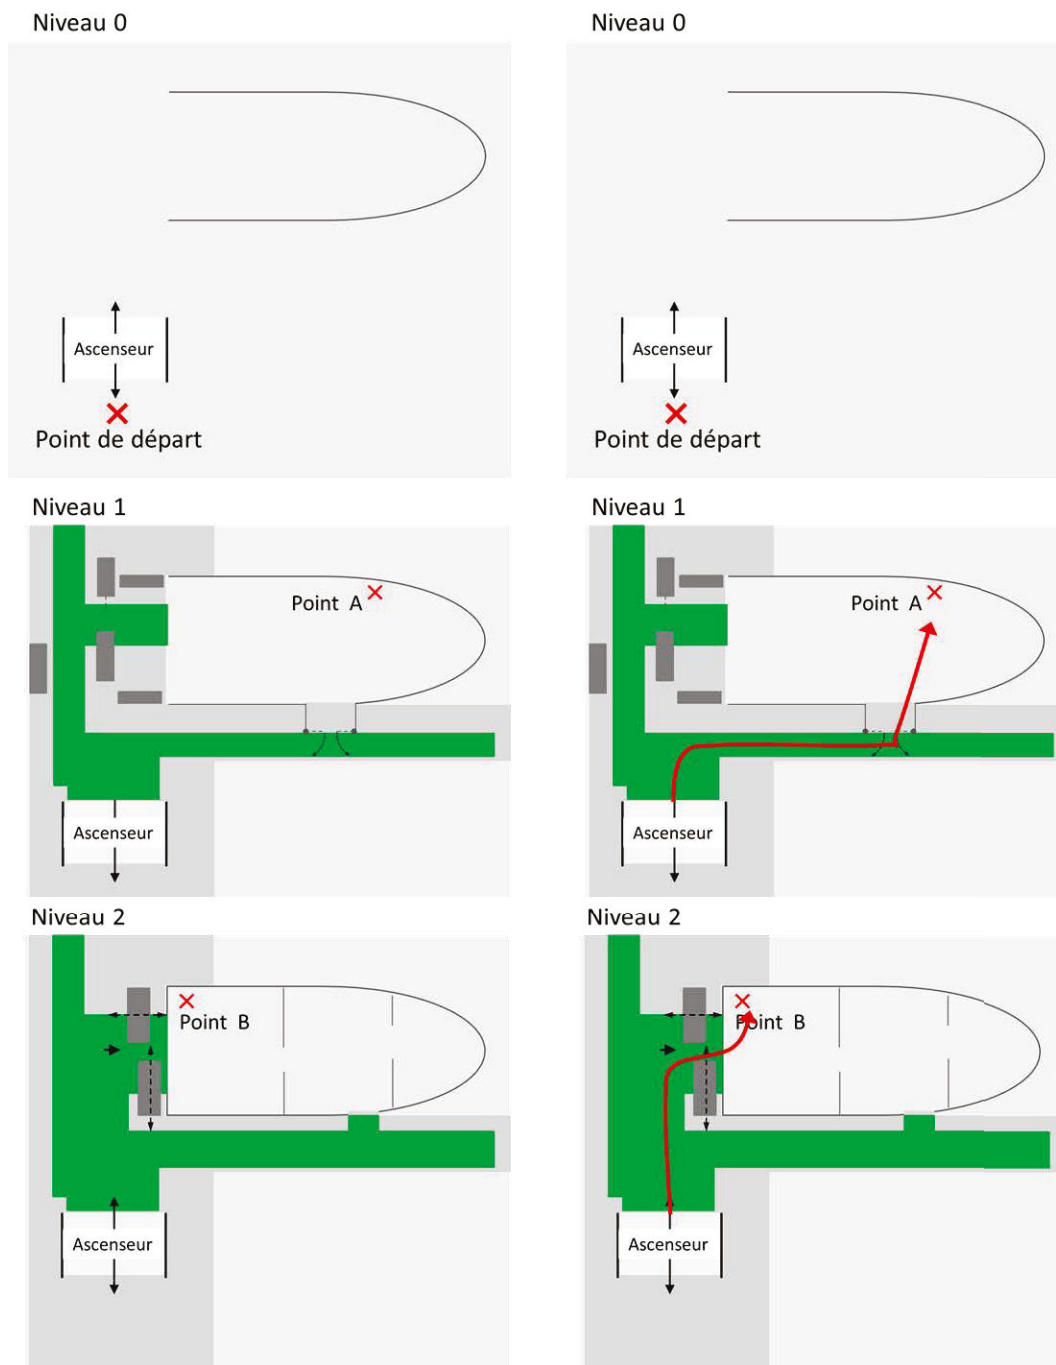 Niveau 0
Niveau 0
Ascenseur
Ascenseur
Point de départ
Point de départ
Niveau 1
Niveau 1
Point A
Point A
Ascenseur
Ascenseur
Niveau 2
Niveau 2
Point B
Point B
Ascenseur
Ascenseur